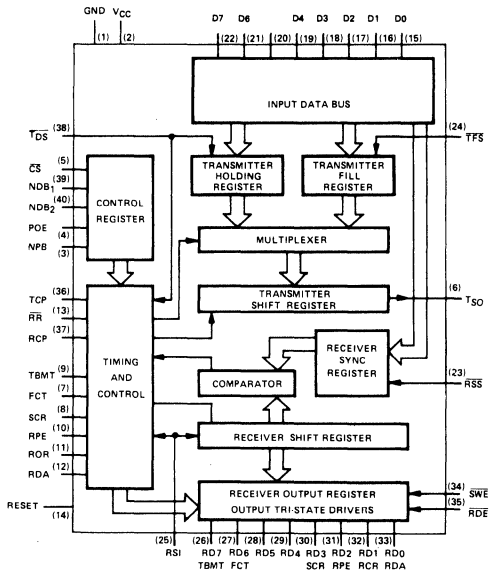 GND VCC
(1) (2)
D7 D6 D4 D3 D2 D1 D0
(22) (21) (20) (19) (18) (17) (16) (15)
INPUT DATA BUS
TDS (38)
(24) TFS
CS (5)
NDB1 (39)
NDB2 (40)
POE (4)
NPB (3)
CONTROL
REGISTER
TRANSMITTER
HOLDING
REGISTER
TRANSMITTER
FILL
REGISTER
MULTIPLEXER
TRANSMITTER
SHIFT REGISTER
(6) TSO
TCP (36)
RR (13)
RCP (37)
TBMT (9)
FCT (7)
SCR (8)
RPE (10)
ROR (11)
RDA (12)
TIMING
AND
CONTROL
RECEIVER
SYNC
REGISTER
(23) RSS
COMPARATOR
RECEIVER SHIFT REGISTER
RECEIVER OUTPUT REGISTER
OUTPUT TRI-STATE DRIVERS
(34) SWE
(35) RDE
RESET (14)
(25) (26) (27) (28) (29) (30) (31) (32) (33)
RSI RD7 RD6 RD5 RD4 RD3 RD2 RD1 RD0
TBMT FCT SCR RPE RCR RDA